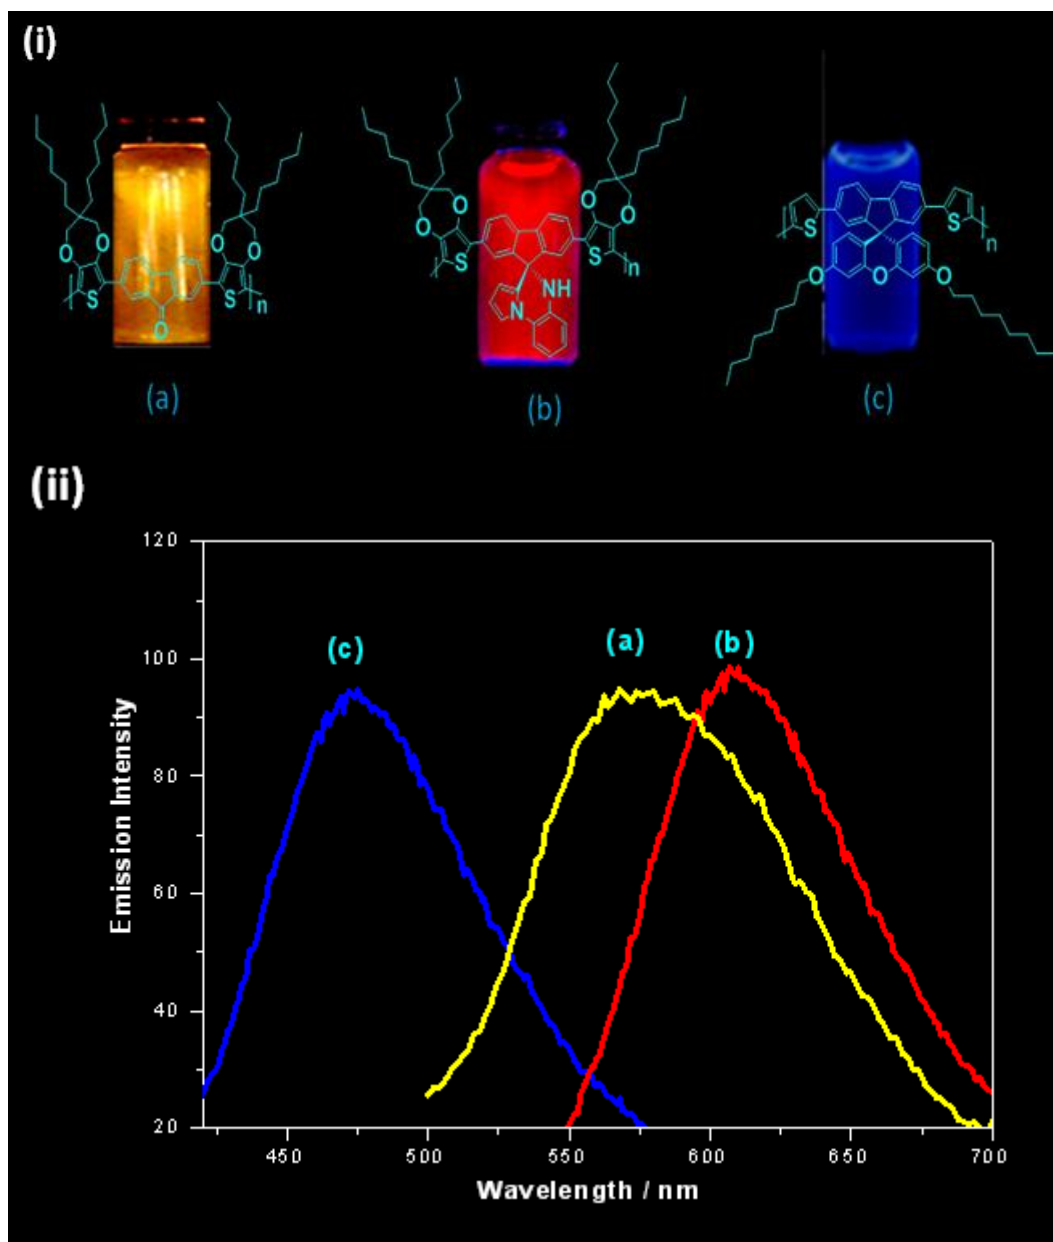 (i)
O O O O
S O S n
O O O O
S NH S n
N
S S n
O O O
(a) (b) (c)
(ii)
120
100
80
60
40
20
(c) (a) (b)
Emission Intensity
450 500 550 600 650 700
Wavelength / nm